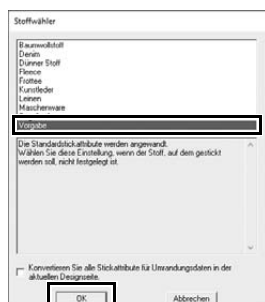 Stoffwähler
Baumwollstoff
Denim
Dünner Stoff
Fleece
Frottee
Kunstleder
Leinen
Maschenware
Vorgabe
Die Standardstickattribute werden angewandt.
Wählen Sie diese Einstellung, wenn der Stoff, auf dem gestickt
werden soll, nicht festgelegt ist.
Konvertieren Sie alle Stickattribute für Umrandungsdaten in der
aktuellen Designseite.
OK
Abbrechen